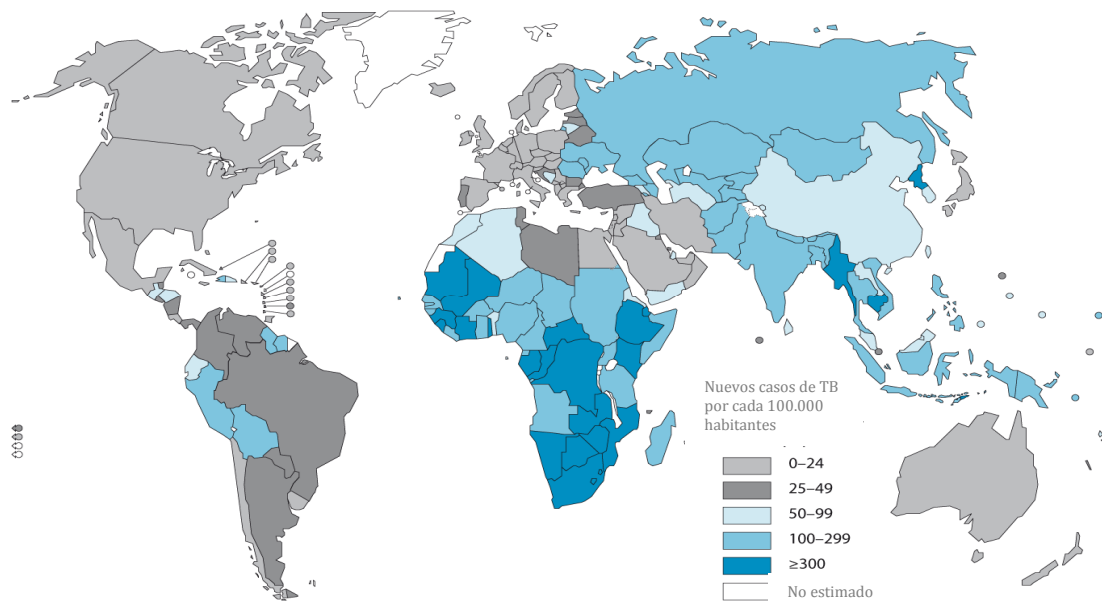 Nuevos casos de TB
por cada 100.000
habitantes
0–24
25–49
50–99
100–299
≥300
No estimado